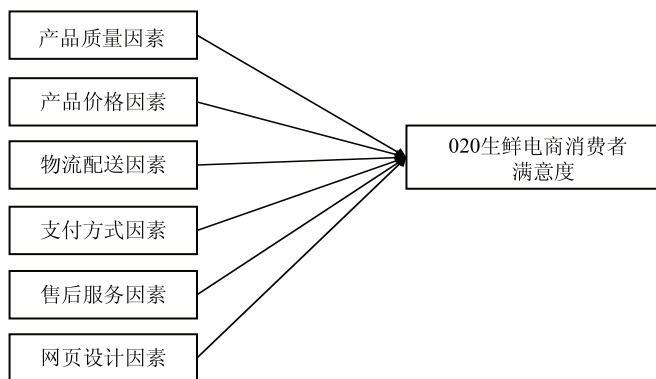 产品质量因素
产品价格因素
物流配送因素
支付方式因素
售后服务因素
网页设计因素
020生鲜电商消费者
满意度